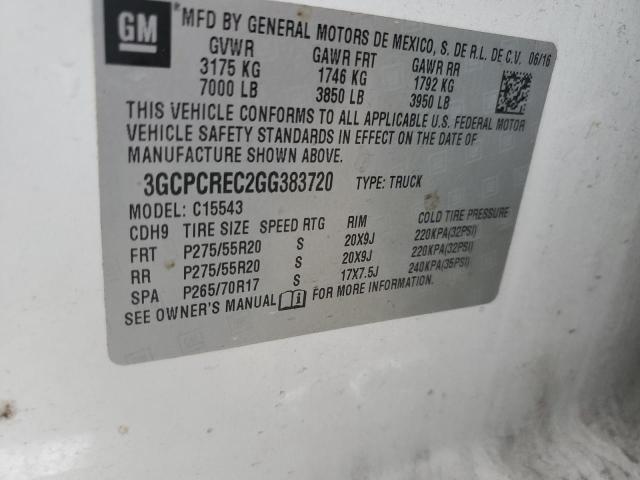 GM
*MFD BY GENERAL MOTORS DE MEXICO, S. DE R.L. DE C.V. 06/16
GVWR GAWR FRT GAWR RR
3175 KG 1746 KG 1792 KG
7000 LB 3850 LB 3950 LB
THIS VEHICLE CONFORMS TO ALL APPLICABLE U.S. FEDERAL MOTOR
VEHICLE SAFETY STANDARDS IN EFFECT ON THE DATE OF
MANUFACTURE SHOWN ABOVE.
3GCPCREC2GG383720 TYPE: TRUCK
MODEL: C15543
CDH9 TIRE SIZE SPEED RTG RIM COLD TIRE PRESSURE
FRT P275/55R20 S 20X9J 220KPA(32PSI)
RR P275/55R20 S 20X9J 220KPA(32PSI)
SPA P265/70R17 S 17X7.5J 240KPA(35PSI)
SEE OWNER'S MANUAL i FOR MORE INFORMATION.